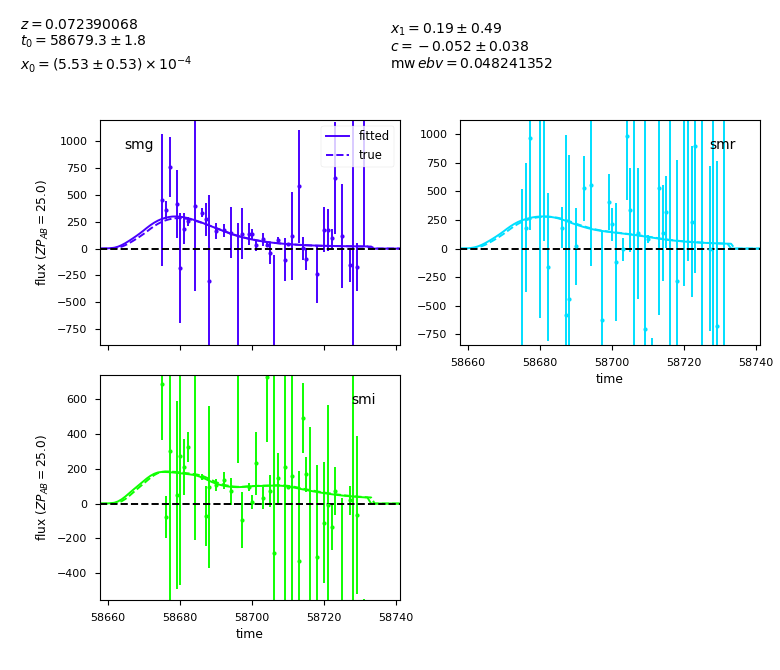 z = 0.072390068
t0 = 58679.3 ± 1.8
x0 = (5.53 ± 0.53) × 10^−4
x1 = 0.19 ± 0.49
c = −0.052 ± 0.038
mw ebv = 0.048241352
smg
fitted
true
1000
750
500
250
0
−250
−500
−750
flux (ZP_AB = 25.0)
smr
1000
750
500
250
0
−250
−500
−750
58660 58680 58700 58720 58740
time
smi
600
400
200
0
−200
−400
flux (ZP_AB = 25.0)
58660 58680 58700 58720 58740
time